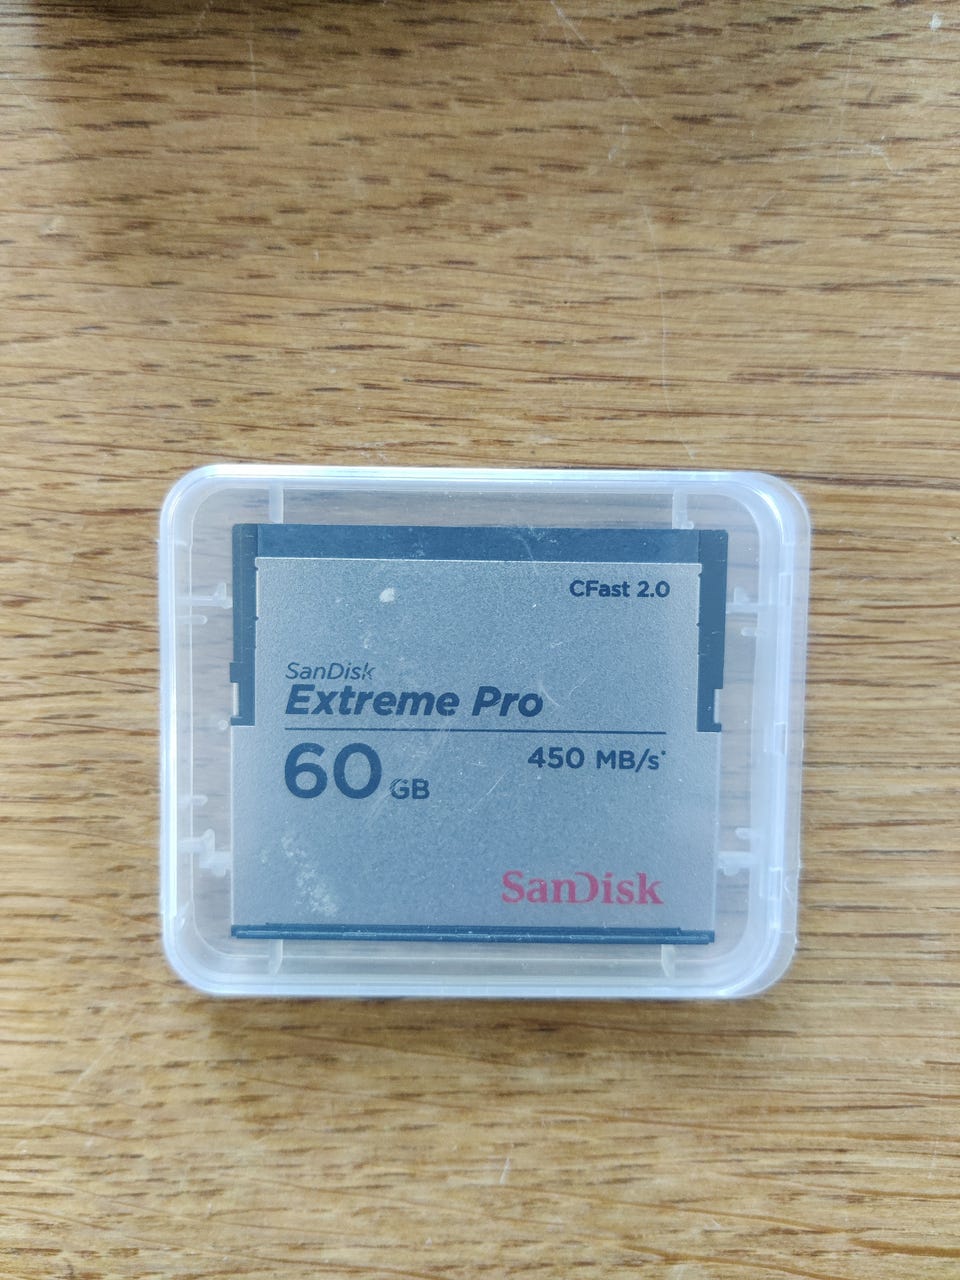 CFast 2.0
SanDisk
Extreme Pro
60 GB 450 MB/s*
SanDisk